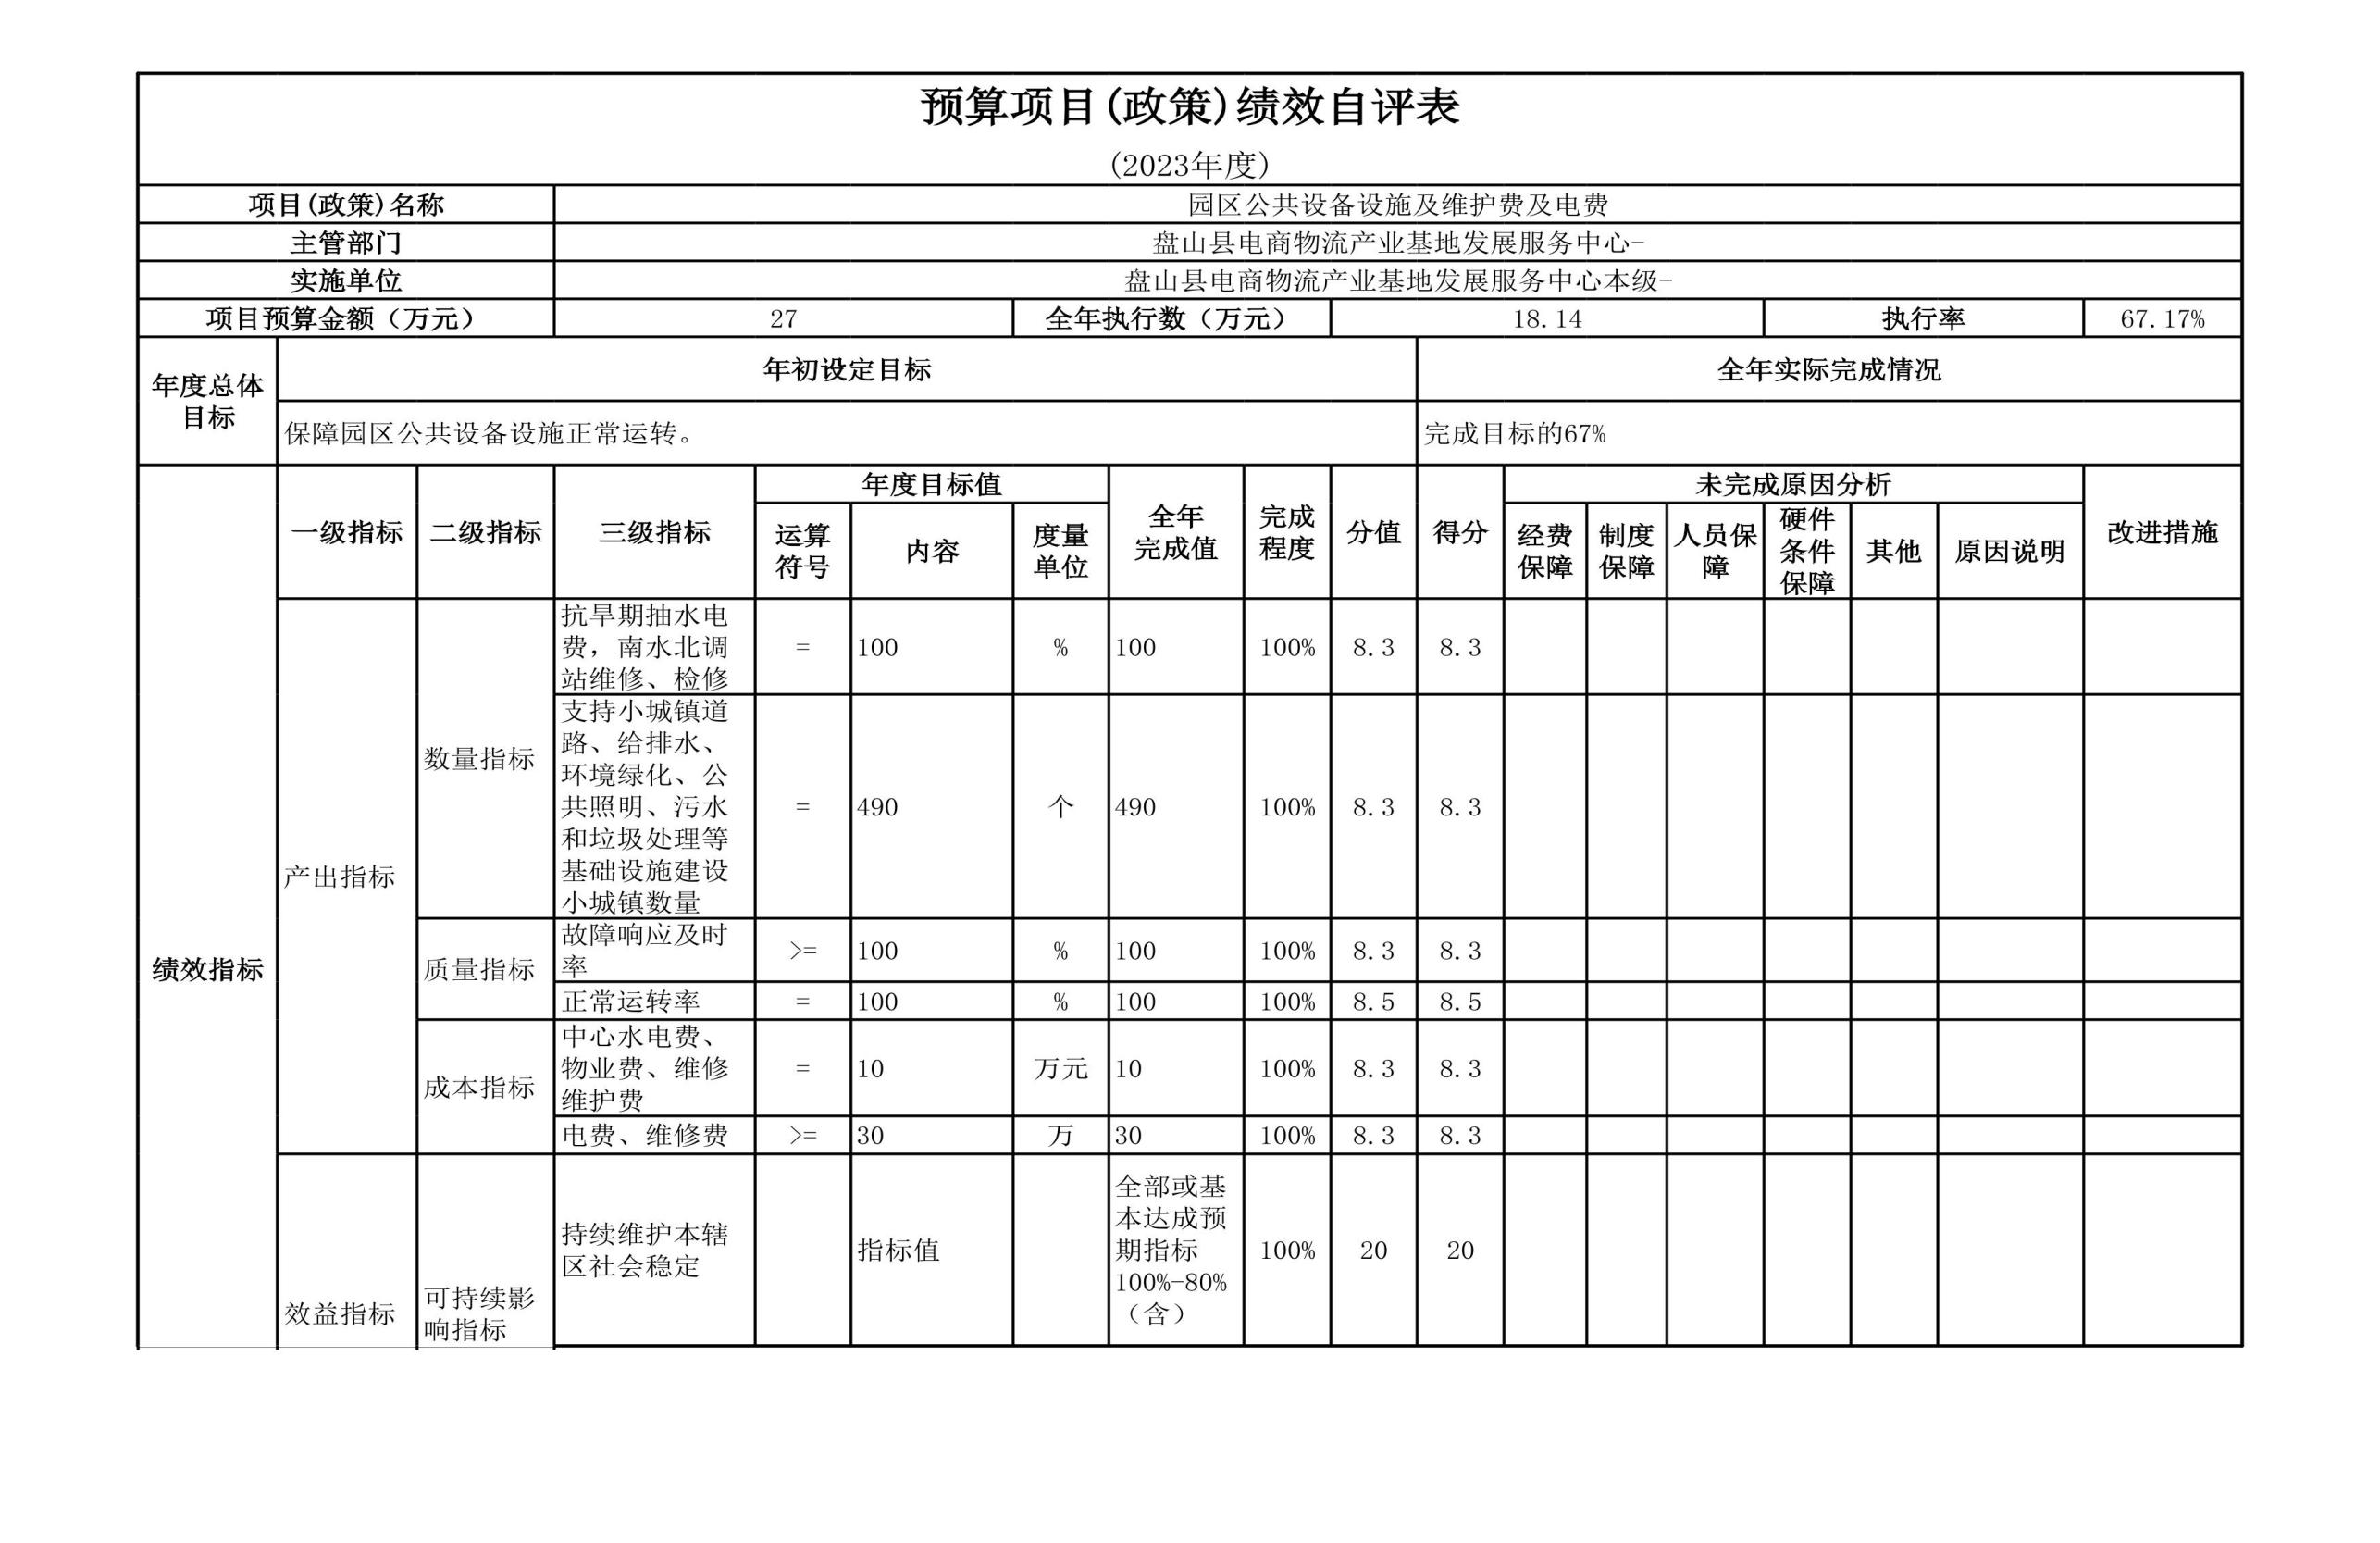 预算项目(政策)绩效自评表
(2023年度)
项目(政策)名称 园区公共设备设施及维护费及电费
主管部门 盘山县电商物流产业基地发展服务中心-
实施单位 盘山县电商物流产业基地发展服务中心本级-
项目预算金额（万元） 27 全年执行数（万元） 18.14 执行率 67.17%
年度总体
目标
年初设定目标 全年实际完成情况
保障园区公共设备设施正常运转。 完成目标的67%
绩效指标
一级指标 二级指标 三级指标
年度目标值
运算
符号
内容
度量
单位
全年
完成值
完成
程度
分值 得分
未完成原因分析
经费
保障
制度
保障
人员保
障
硬件
条件
保障
其他 原因说明
改进措施
产出指标
数量指标
抗旱期抽水电
费，南水北调
站维修、检修
= 100 % 100 100% 8.3 8.3
支持小城镇道
路、给排水、
环境绿化、公
共照明、污水
和垃圾处理等
基础设施建设
小城镇数量
= 490 个 490 100% 8.3 8.3
质量指标
故障响应及时
率
>= 100 % 100 100% 8.3 8.3
正常运转率 = 100 % 100 100% 8.5 8.5
成本指标
中心水电费、
物业费、维修
维护费
= 10 万元 10 100% 8.3 8.3
电费、维修费 >= 30 万 30 100% 8.3 8.3
效益指标
可持续影
响指标
持续维护本辖
区社会稳定
指标值
全部或基
本达成预
期指标
100%-80%
（含）
100% 20 20